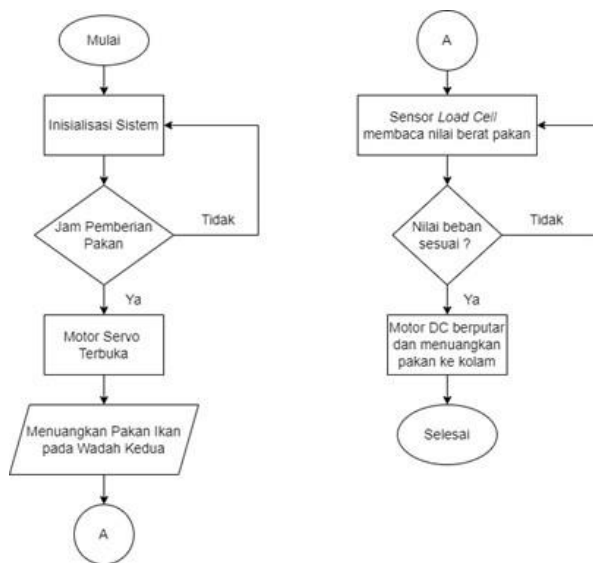 Mulai
Inisialisasi Sistem
Jam Pemberian
Pakan
Tidak
Ya
Motor Servo
Terbuka
Menuangkan Pakan Ikan
pada Wadah Kedua
A
A
Sensor Load Cell
membaca nilai berat pakan
Nilai beban
sesuai ?
Tidak
Ya
Motor DC berputar
dan menuangkan
pakan ke kolam
Selesai